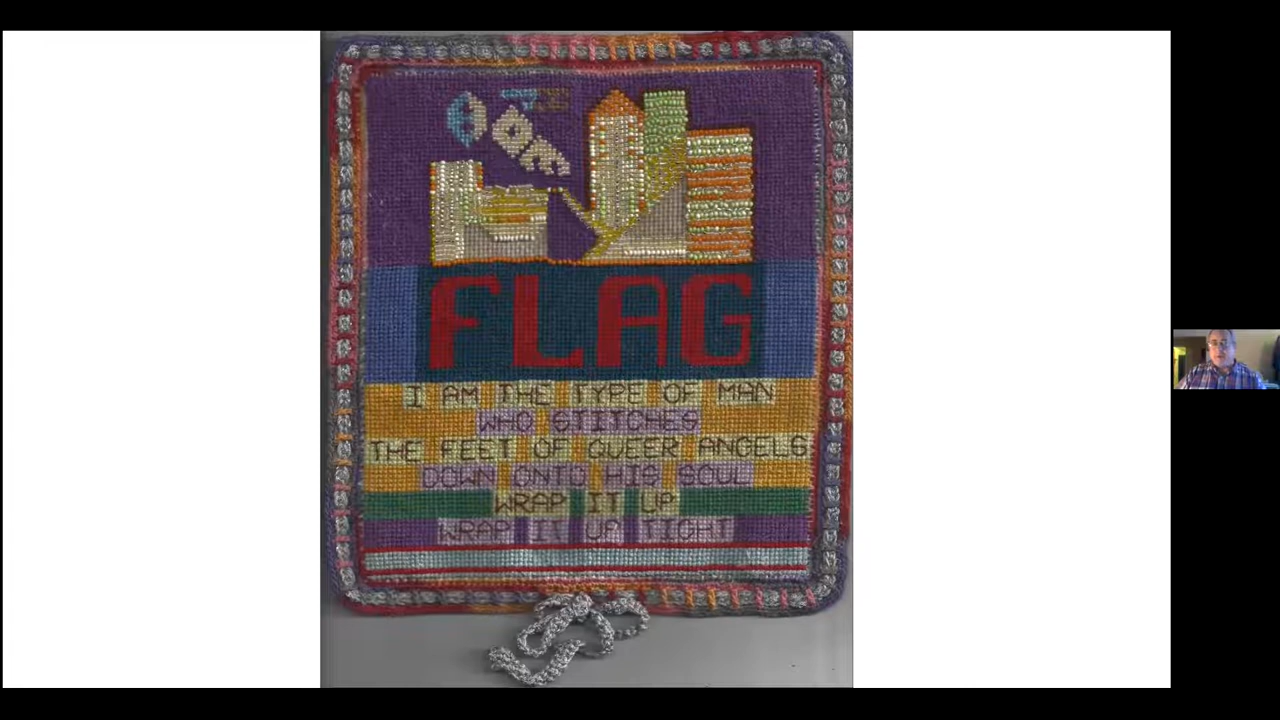 FLAG
I AM THE TYPE OF MAN
WHO STITCHES
THE FEET OF QUEER ANGELS
DOWN ONTO HIS SOUL
WRAP IT UP
WRAP IT UP TIGHT